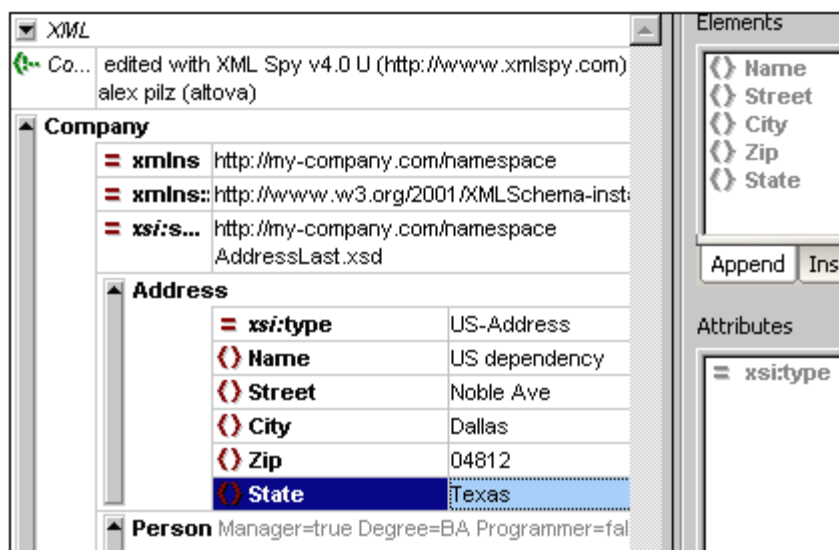 XML
Co... edited with XML Spy v4.0 U (http://www.xmlspy.com)
alex pilz (altova)
Company
= xmlns http://my-company.com/namespace
= xmlns: http://www.w3.org/2001/XMLSchema-inst
= xsi:s... http://my-company.com/namespace
AddressLast.xsd
Address
= xsi:type US-Address
Name US dependency
Street Noble Ave
City Dallas
Zip 04812
State Texas
Person Manager=true Degree=BA Programmer=fal
Elements
Name
Street
City
Zip
State
Append Ins
Attributes
= xsi:type